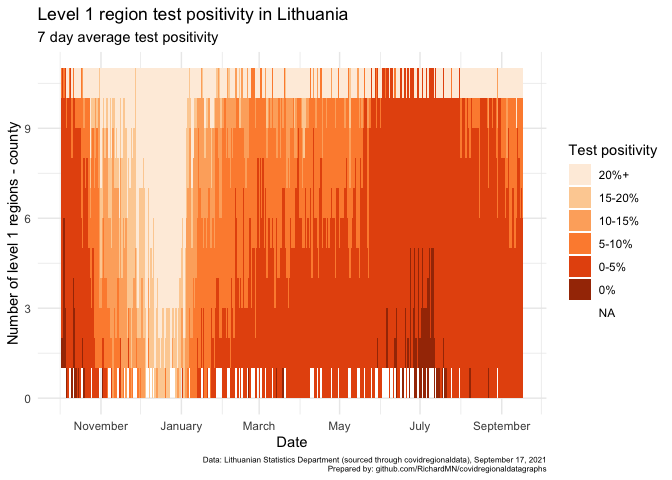 Level 1 region test positivity in Lithuania
7 day average test positivity
Number of level 1 regions - county
9
6
3
0
November
January
March
May
July
September
Date
Test positivity
20%+
15-20%
10-15%
5-10%
0-5%
0%
NA
Data: Lithuanian Statistics Department (sourced through covidregionaldata), September 17, 2021
Prepared by: github.com/RichardMN/covidregionaldatagraphs